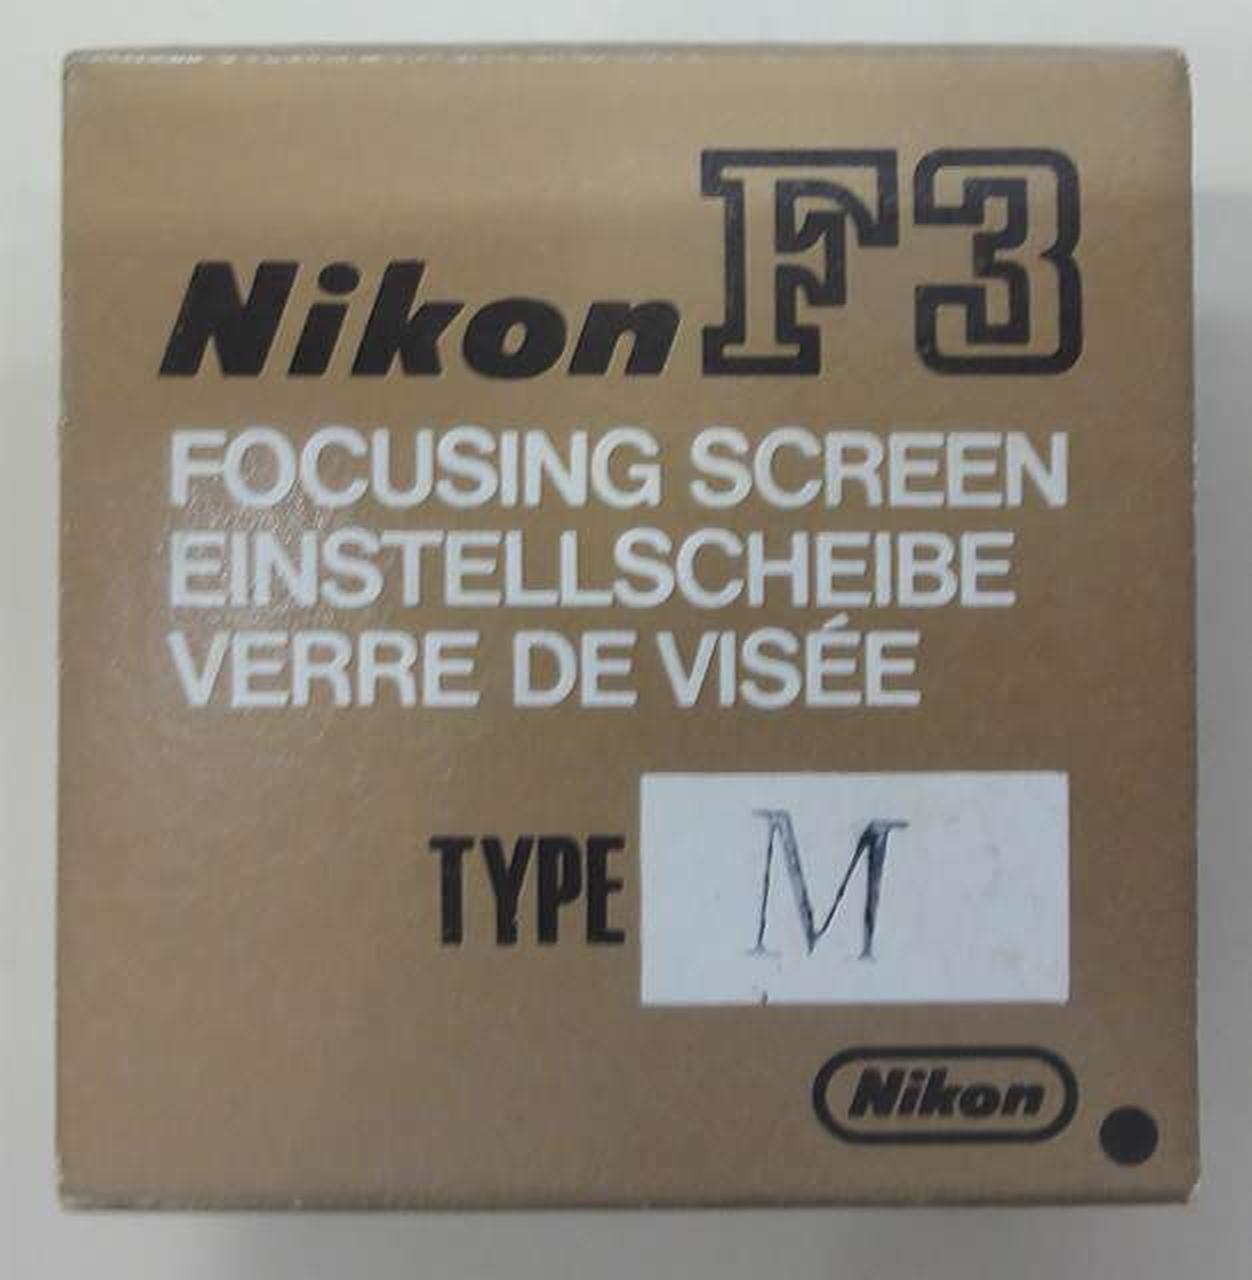 Nikon F3
FOCUSING SCREEN
EINSTELLSCHEIBE
VERRE DE VISÉE
TYPE M
Nikon